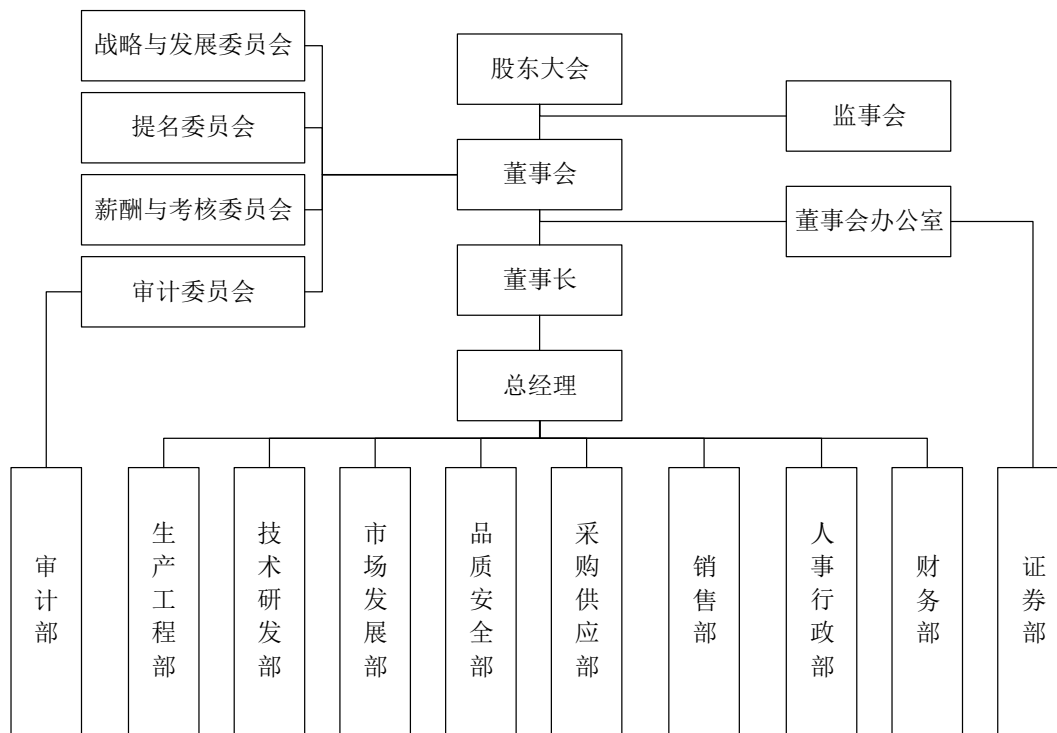 战略与发展委员会
股东大会
提名委员会
监事会
董事会
薪酬与考核委员会
董事会办公室
审计委员会
董事长
总经理
审计部
生产工程部
技术研发部
市场发展部
品质安全部
采购供应部
销售部
人事行政部
财务部
证券部